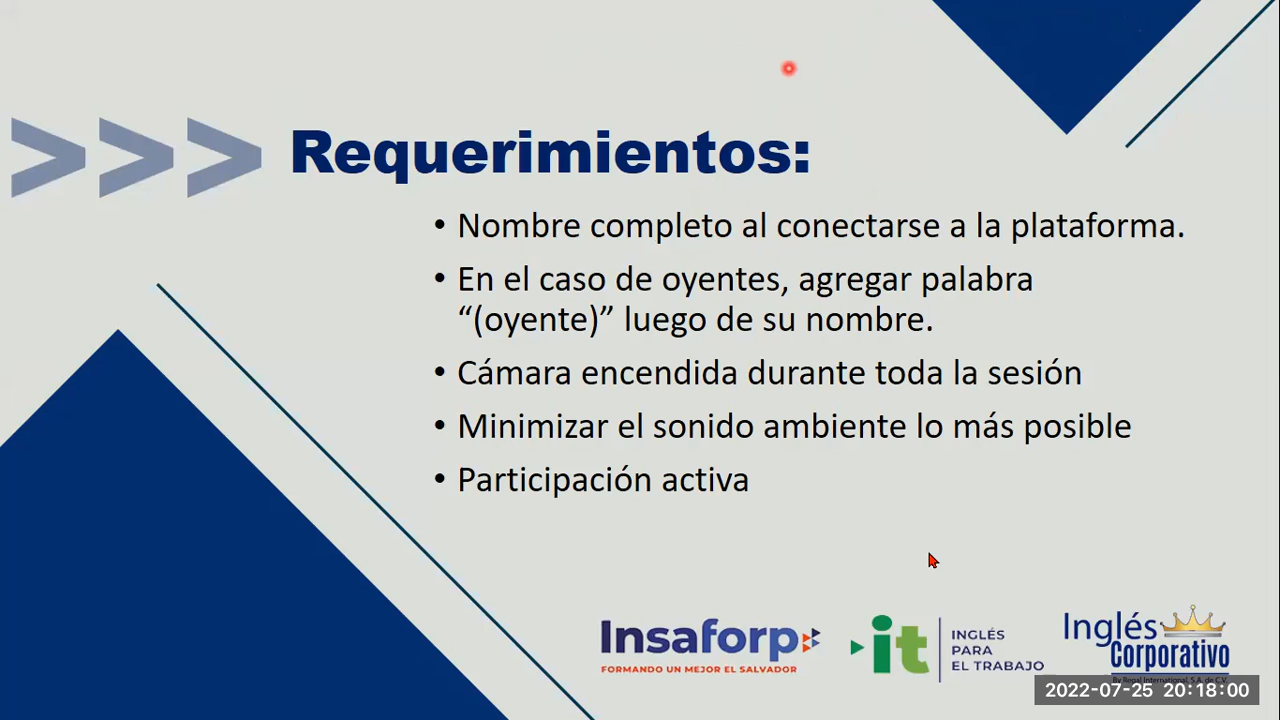 >>> Requerimientos:
• Nombre completo al conectarse a la plataforma.
• En el caso de oyentes, agregar palabra
“(oyente)” luego de su nombre.
• Cámara encendida durante toda la sesión
• Minimizar el sonido ambiente lo más posible
• Participación activa
Insaforp
FORMANDO UN MEJOR EL SALVADOR
it
INGLÉS
PARA
EL TRABAJO
Inglés
Corporativo
2022-07-25 20:18:00